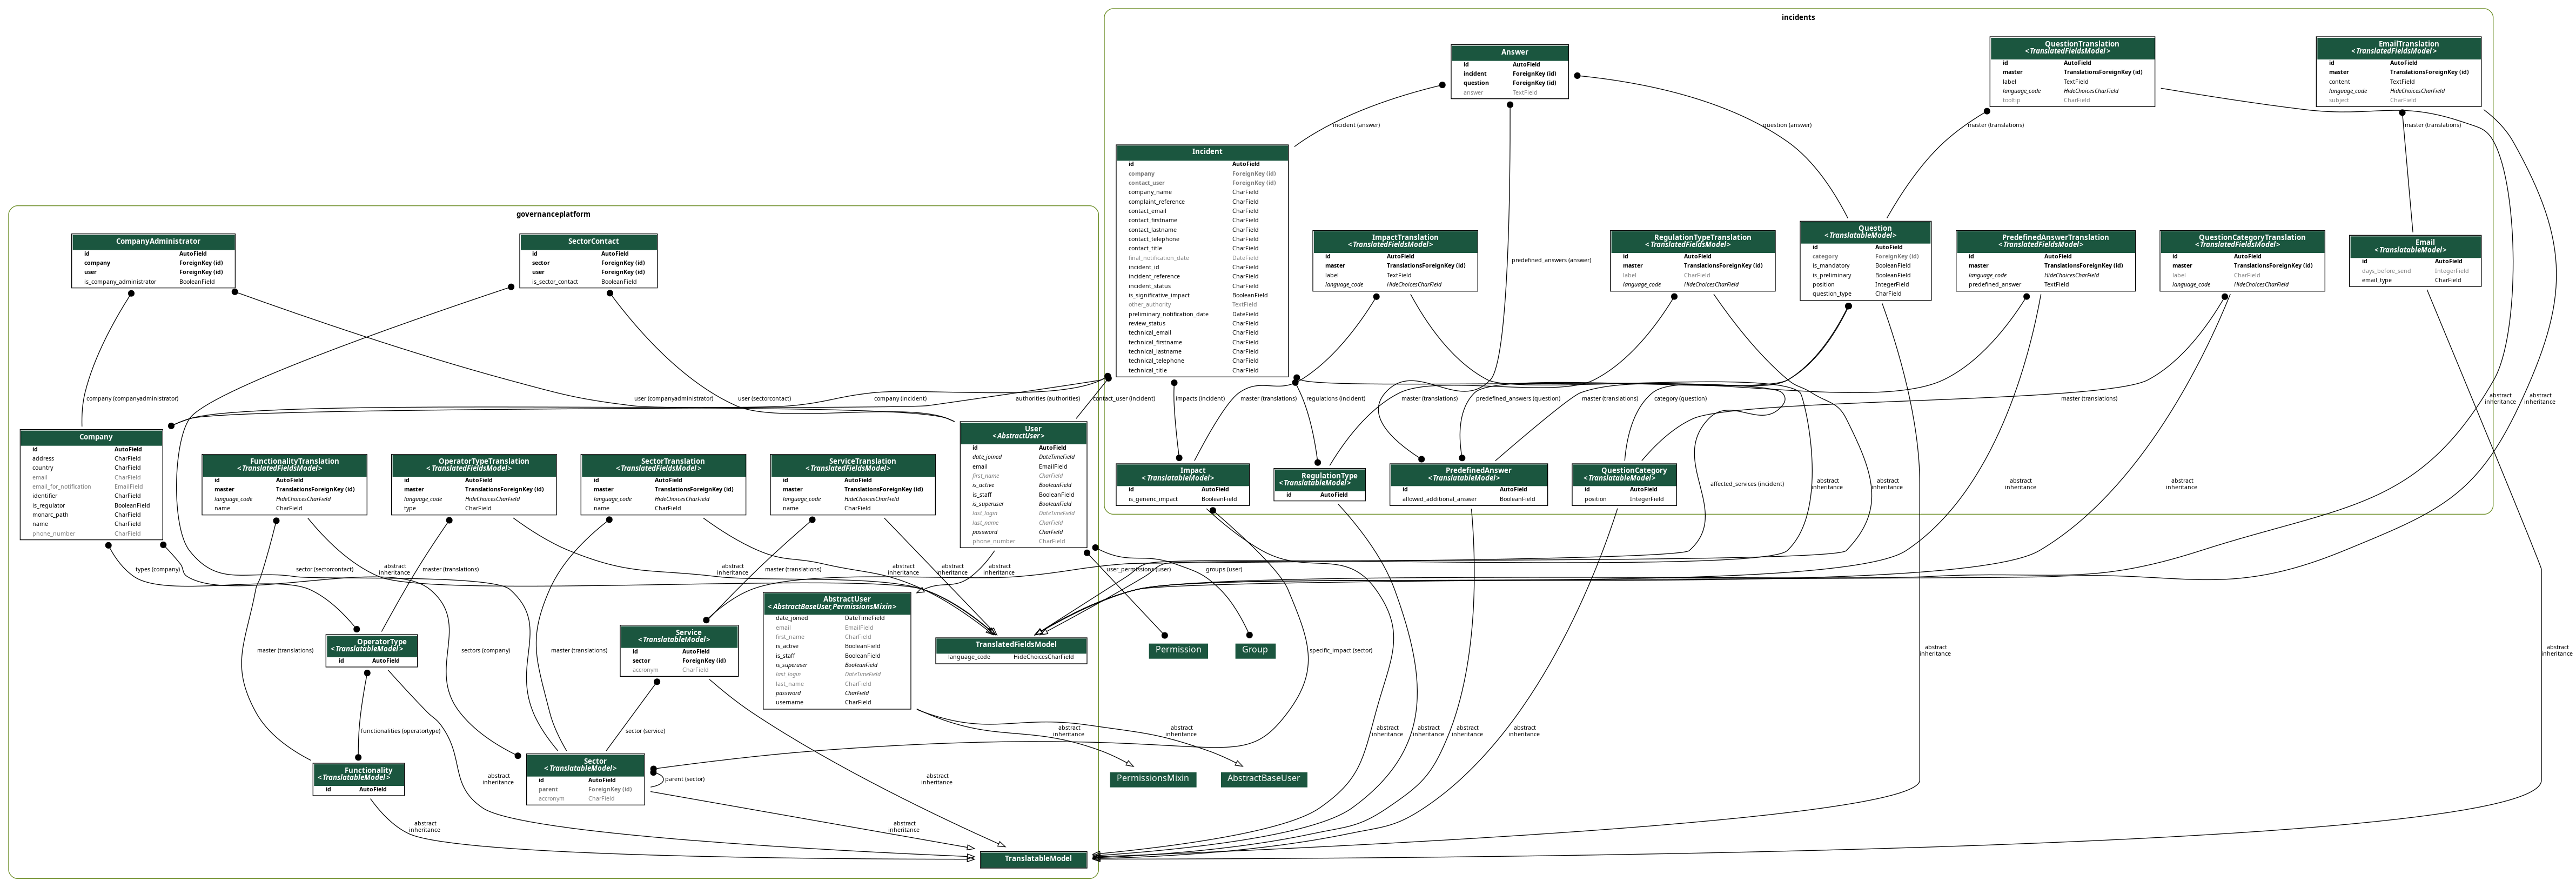 incidents
Answer
id AutoField
incident ForeignKey (id)
question ForeignKey (id)
answer TextField
QuestionTranslation
<TranslatedFieldsModel>
id AutoField
master TranslationsForeignKey (id)
label TextField
language_code HideChoicesCharField
tooltip CharField
EmailTranslation
<TranslatedFieldsModel>
id AutoField
master TranslationsForeignKey (id)
content TextField
language_code HideChoicesCharField
subject CharField
incident (answer)
question (answer)
master (translations)
master (translations)
Incident
id AutoField
company ForeignKey (id)
contact_user ForeignKey (id)
company_name CharField
complaint_reference CharField
contact_email CharField
contact_firstname CharField
contact_lastname CharField
contact_telephone CharField
contact_title CharField
final_notification_date DateField
incident_id CharField
incident_reference CharField
incident_status CharField
is_significative_impact BooleanField
other_authority TextField
preliminary_notification_date DateField
review_status CharField
technical_email CharField
technical_firstname CharField
technical_lastname CharField
technical_telephone CharField
technical_title CharField
ImpactTranslation
<TranslatedFieldsModel>
id AutoField
master TranslationsForeignKey (id)
label TextField
language_code HideChoicesCharField
predefined_answers (answer)
RegulationTypeTranslation
<TranslatedFieldsModel>
id AutoField
master TranslationsForeignKey (id)
label CharField
language_code HideChoicesCharField
Question
<TranslatableModel>
id AutoField
category ForeignKey (id)
is_mandatory BooleanField
is_preliminary BooleanField
position IntegerField
question_type CharField
PredefinedAnswerTranslation
<TranslatedFieldsModel>
id AutoField
master TranslationsForeignKey (id)
language_code HideChoicesCharField
predefined_answer TextField
QuestionCategoryTranslation
<TranslatedFieldsModel>
id AutoField
master TranslationsForeignKey (id)
label CharField
language_code HideChoicesCharField
Email
<TranslatableModel>
id AutoField
days_before_send IntegerField
email_type CharField
governanceplatform
CompanyAdministrator
id AutoField
company ForeignKey (id)
user ForeignKey (id)
is_company_administrator BooleanField
SectorContact
id AutoField
sector ForeignKey (id)
user ForeignKey (id)
is_sector_contact BooleanField
company (companyadministrator)
user (companyadministrator)
user (sectorcontact)
company (incident)
authorities (authorities)
contact_user (incident)
impacts (incident)
master (translations)
regulations (incident)
master (translations)
predefined_answers (question)
master (translations)
category (question)
master (translations)
abstract
inheritance
abstract
inheritance
Company
id AutoField
address CharField
country CharField
email CharField
email_for_notification EmailField
identifier CharField
is_regulator BooleanField
monarc_path CharField
name CharField
phone_number CharField
FunctionalityTranslation
<TranslatedFieldsModel>
id AutoField
master TranslationsForeignKey (id)
language_code HideChoicesCharField
name CharField
OperatorTypeTranslation
<TranslatedFieldsModel>
id AutoField
master TranslationsForeignKey (id)
language_code HideChoicesCharField
type CharField
SectorTranslation
<TranslatedFieldsModel>
id AutoField
master TranslationsForeignKey (id)
language_code HideChoicesCharField
name CharField
ServiceTranslation
<TranslatedFieldsModel>
id AutoField
master TranslationsForeignKey (id)
language_code HideChoicesCharField
name CharField
User
<AbstractUser>
id AutoField
date_joined DateTimeField
email EmailField
first_name CharField
is_active BooleanField
is_staff BooleanField
is_superuser BooleanField
last_login DateTimeField
last_name CharField
password CharField
phone_number CharField
Impact
<TranslatableModel>
id AutoField
is_generic_impact BooleanField
RegulationType
<TranslatableModel>
id AutoField
PredefinedAnswer
<TranslatableModel>
id AutoField
allowed_additional_answer BooleanField
QuestionCategory
<TranslatableModel>
id AutoField
position IntegerField
affected_services (incident)
abstract
inheritance
abstract
inheritance
abstract
inheritance
abstract
inheritance
types (company)
sector (sectorcontact)
abstract
inheritance
master (translations)
abstract
inheritance
master (translations)
abstract
inheritance
abstract
inheritance
abstract
inheritance
user_permissions (user)
groups (user)
AbstractUser
<AbstractBaseUser,PermissionsMixin>
date_joined DateTimeField
email EmailField
first_name CharField
is_active BooleanField
is_staff BooleanField
is_superuser BooleanField
last_login DateTimeField
last_name CharField
password CharField
username CharField
OperatorType
<TranslatableModel>
id AutoField
Service
<TranslatableModel>
id AutoField
sector ForeignKey (id)
accronym CharField
TranslatedFieldsModel
language_code HideChoicesCharField
Permission
Group
master (translations)
sectors (company)
master (translations)
specific_impact (sector)
abstract
inheritance
abstract
inheritance
functionalities (operatortype)
sector (service)
abstract
inheritance
abstract
inheritance
abstract
inheritance
abstract
inheritance
abstract
inheritance
abstract
inheritance
Functionality
<TranslatableModel>
id AutoField
abstract
inheritance
Sector
<TranslatableModel>
id AutoField
parent ForeignKey (id)
accronym CharField
parent (sector)
abstract
inheritance
PermissionsMixin
AbstractBaseUser
abstract
inheritance
abstract
inheritance
TranslatableModel